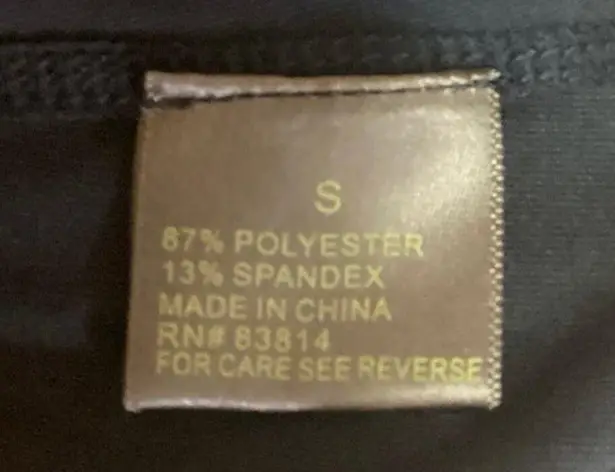 S
87% POLYESTER
13% SPANDEX
MADE IN CHINA
RN# 83814
FOR CARE SEE REVERSE